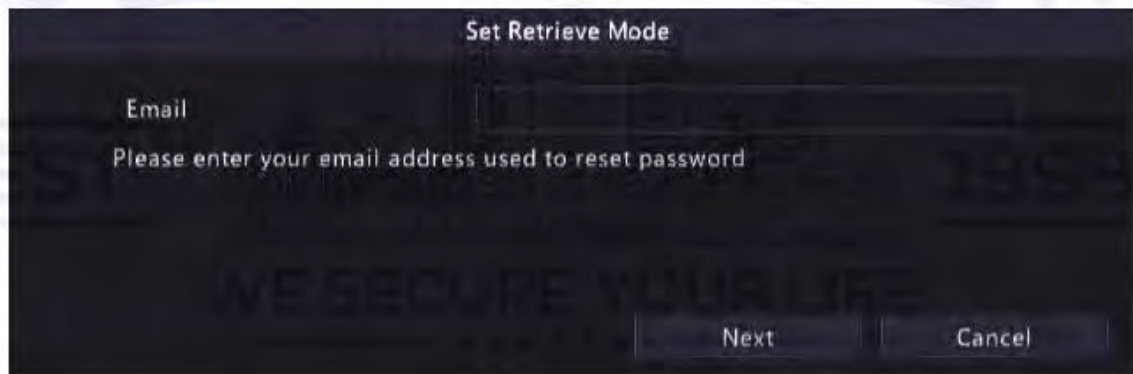 Set Retrieve Mode
Email
Please enter your email address used to reset password
WE SECURE YOUR LIFE
Next Cancel